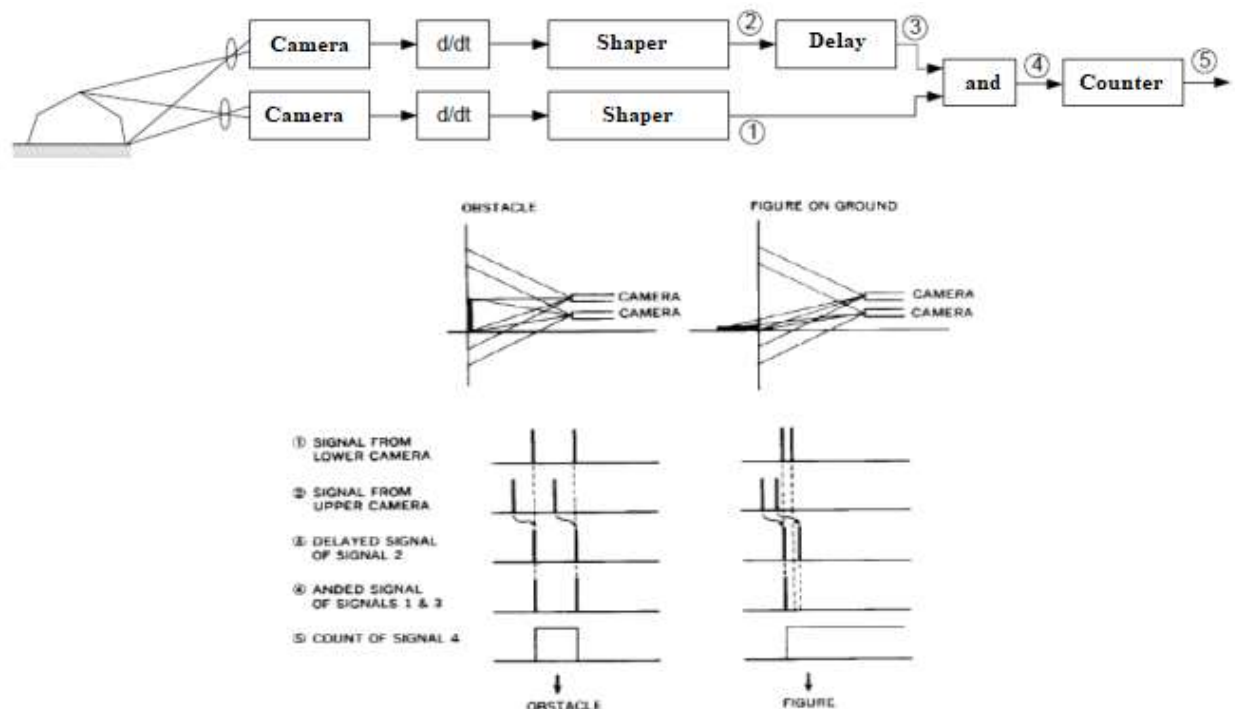 Camera
d/dt
Shaper
②
Delay
③
and
④
Counter
⑤
Camera
d/dt
Shaper
①
OBSTACLE
FIGURE ON GROUND
CAMERA
CAMERA
CAMERA
CAMERA
① SIGNAL FROM
LOWER CAMERA
② SIGNAL FROM
UPPER CAMERA
③ DELAYED SIGNAL
OF SIGNAL 2
④ ANDED SIGNAL
OF SIGNALS 1 & 3
⑤ COUNT OF SIGNAL 4
OBSTACLE
FIGURE